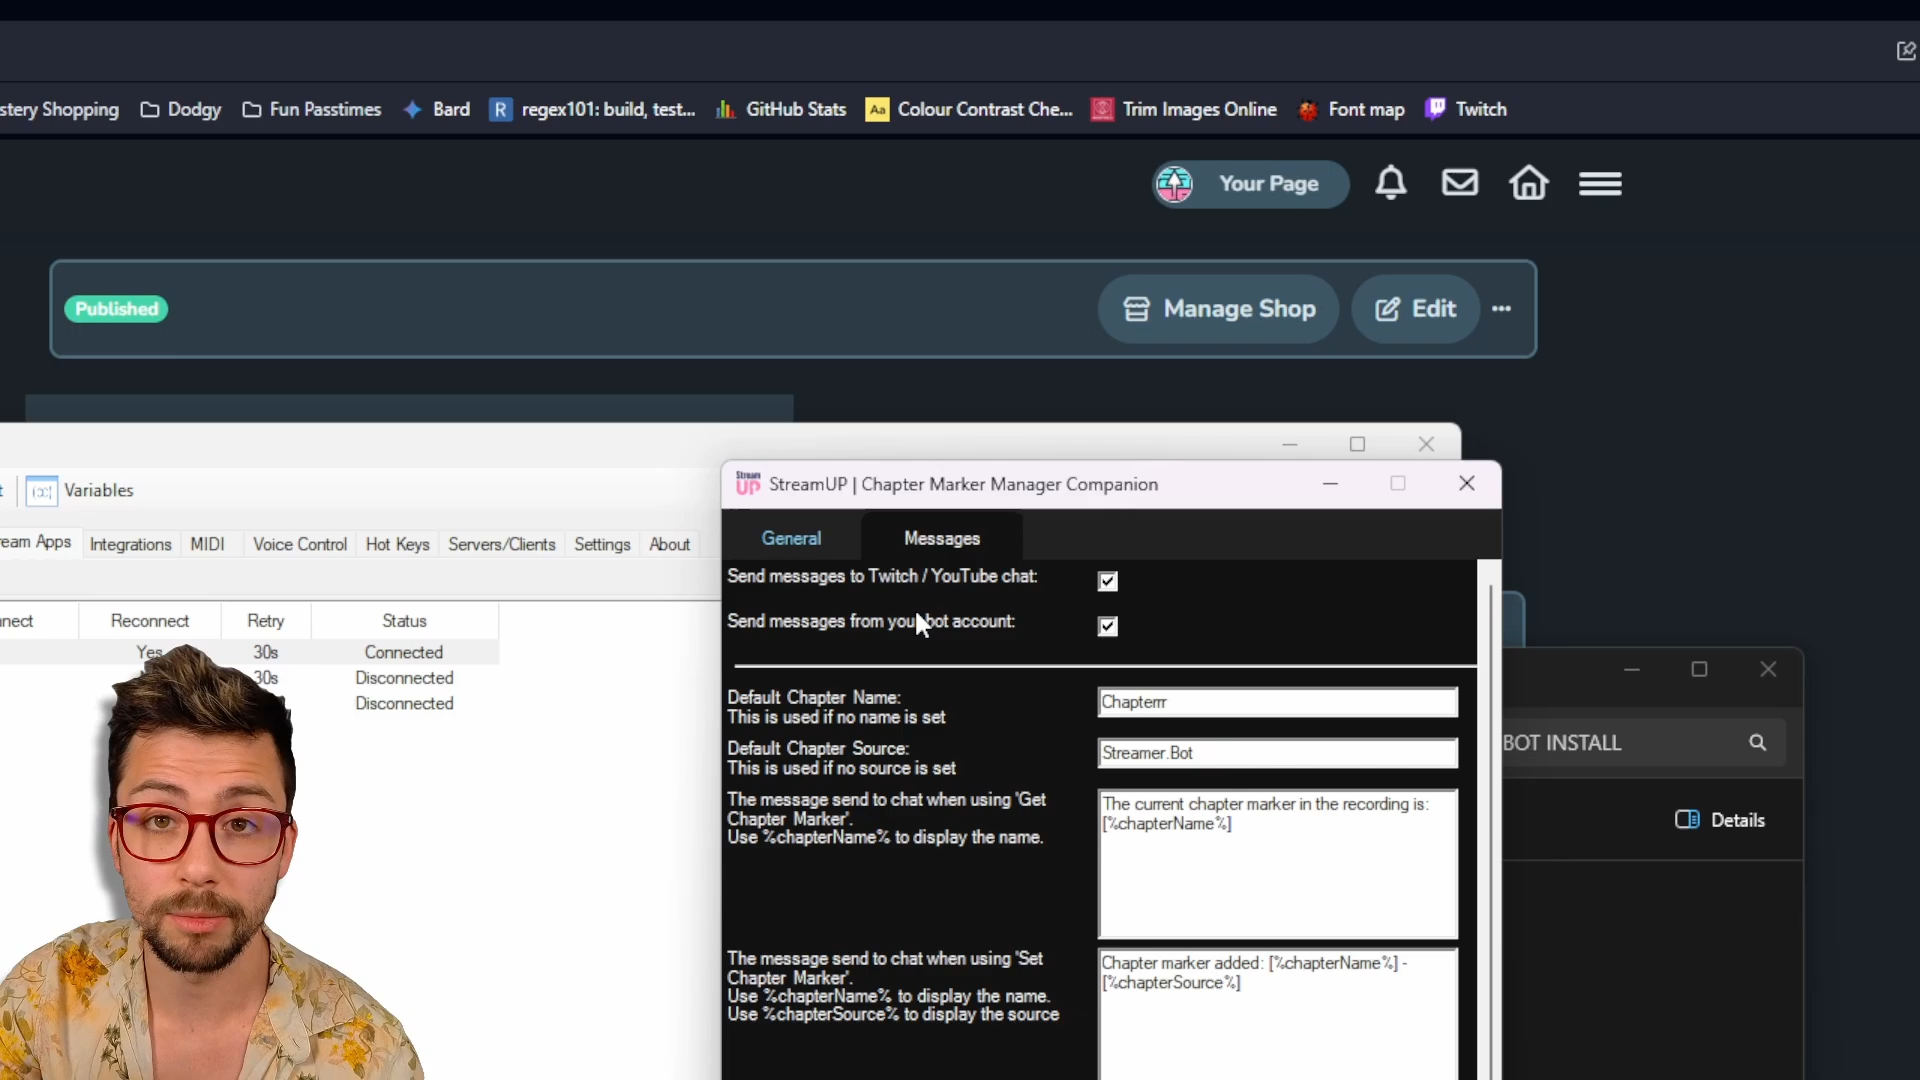 stery Shopping Dodgy Fun Passtimes Bard R regex101: build, test... GitHub Stats Aa Colour Contrast Che... Trim Images Online Font map Twitch
Your Page
Published Manage Shop Edit ...
Variables
eam Apps Integrations MIDI Voice Control Hot Keys Servers/Clients Settings About
nnect Reconnect Retry Status
Yes 30s Connected
30s Disconnected
Disconnected
Stream UP StreamUP | Chapter Marker Manager Companion
General Messages
Send messages to Twitch / YouTube chat:
Send messages from you bot account:
Default Chapter Name:
This is used if no name is set
Chapterrr
Default Chapter Source:
This is used if no source is set
Streamer.Bot
The message send to chat when using 'Get
Chapter Marker'.
Use %chapterName% to display the name.
The current chapter marker in the recording is:
[%chapterName%]
The message send to chat when using 'Set
Chapter Marker'.
Use %chapterName% to display the name.
Use %chapterSource% to display the source
Chapter marker added: [%chapterName%] -
[%chapterSource%]
BOT INSTALL
Details